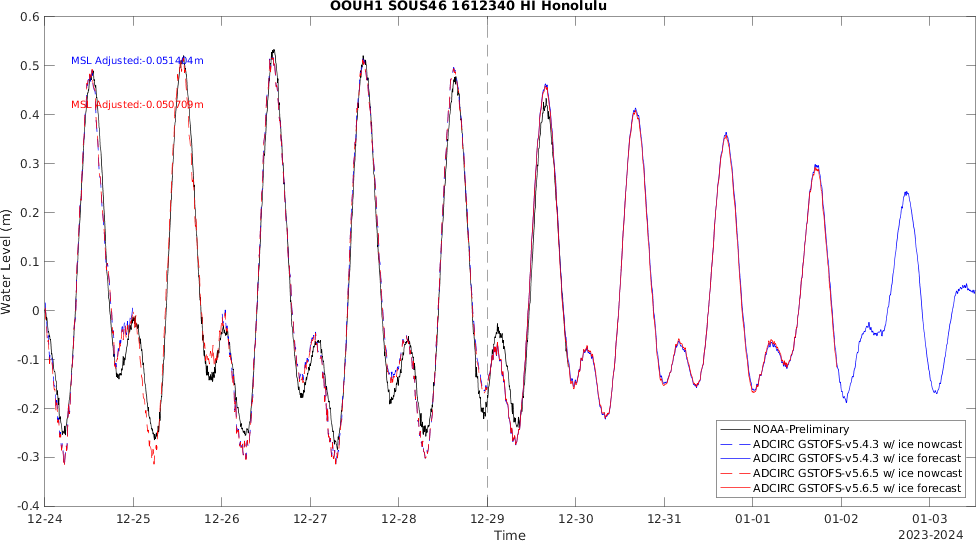 OOUH1 SOUS46 1612340 HI Honolulu
0.6
0.5
0.4
0.3
0.2
0.1
0
-0.1
-0.2
-0.3
-0.4
Water Level (m)
MSL Adjusted:-0.051404m
MSL Adjusted:-0.050709m
NOAA-Preliminary
ADCIRC GSTOFS-v5.4.3 w/ ice nowcast
ADCIRC GSTOFS-v5.4.3 w/ ice forecast
ADCIRC GSTOFS-v5.6.5 w/ ice nowcast
ADCIRC GSTOFS-v5.6.5 w/ ice forecast
12-24 12-25 12-26 12-27 12-28 12-29 12-30 12-31 01-01 01-02 01-03
Time
2023-2024